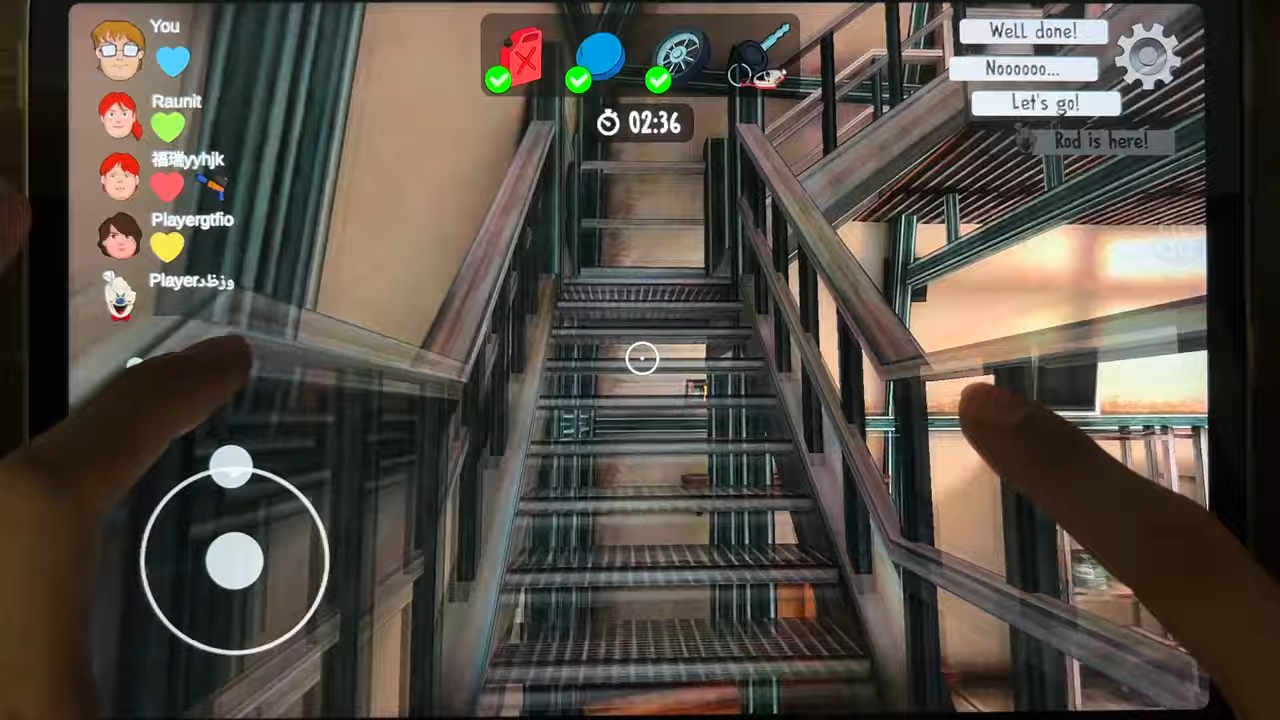 You
Raunit
福瑞yyhjk
Playergtfio
Playerوزظد
02:36
Well done!
Noooooo...
Let's go!
Rod is here!